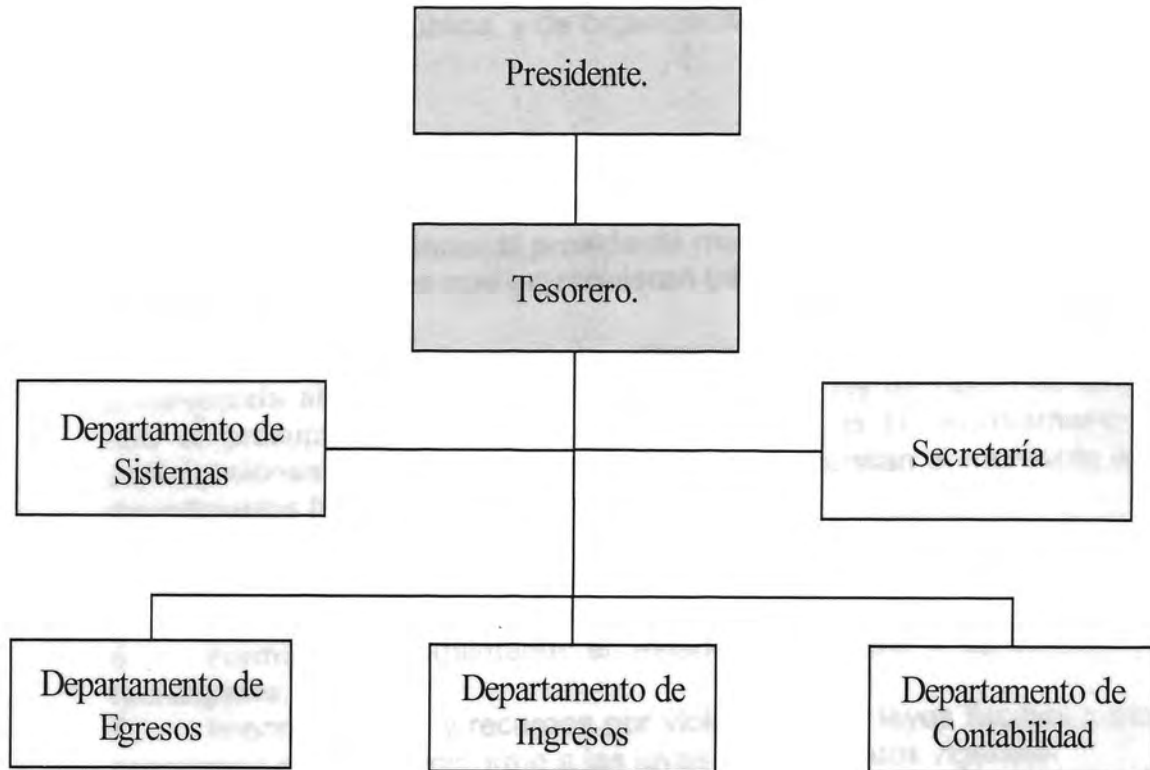 Presidente.
Tesorero.
Departamento de
Sistemas
Secretaría
Departamento de
Egresos
Departamento de
Ingresos
Departamento de
Contabilidad